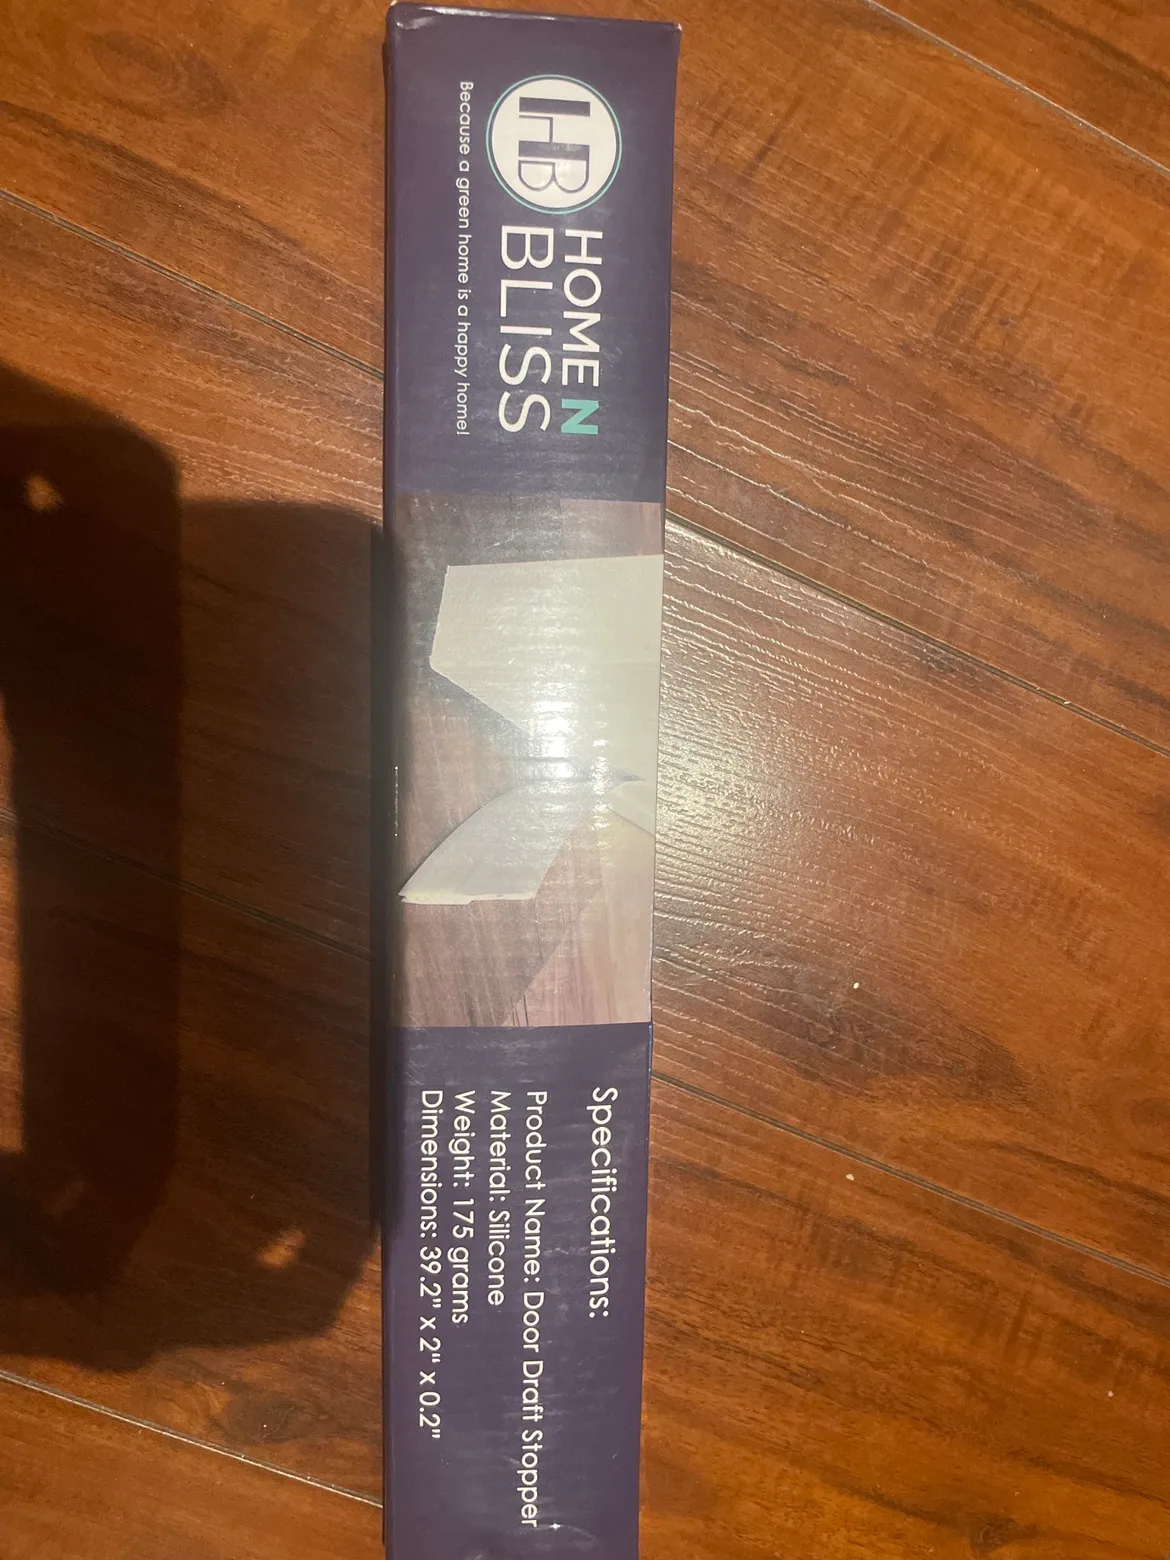 HB
HOME N
BLISS
Because a green home is a happy home!
Specifications:
Product Name: Door Draft Stopper
Material: Silicone
Weight: 175 grams
Dimensions: 39.2" x 2" x 0.2"